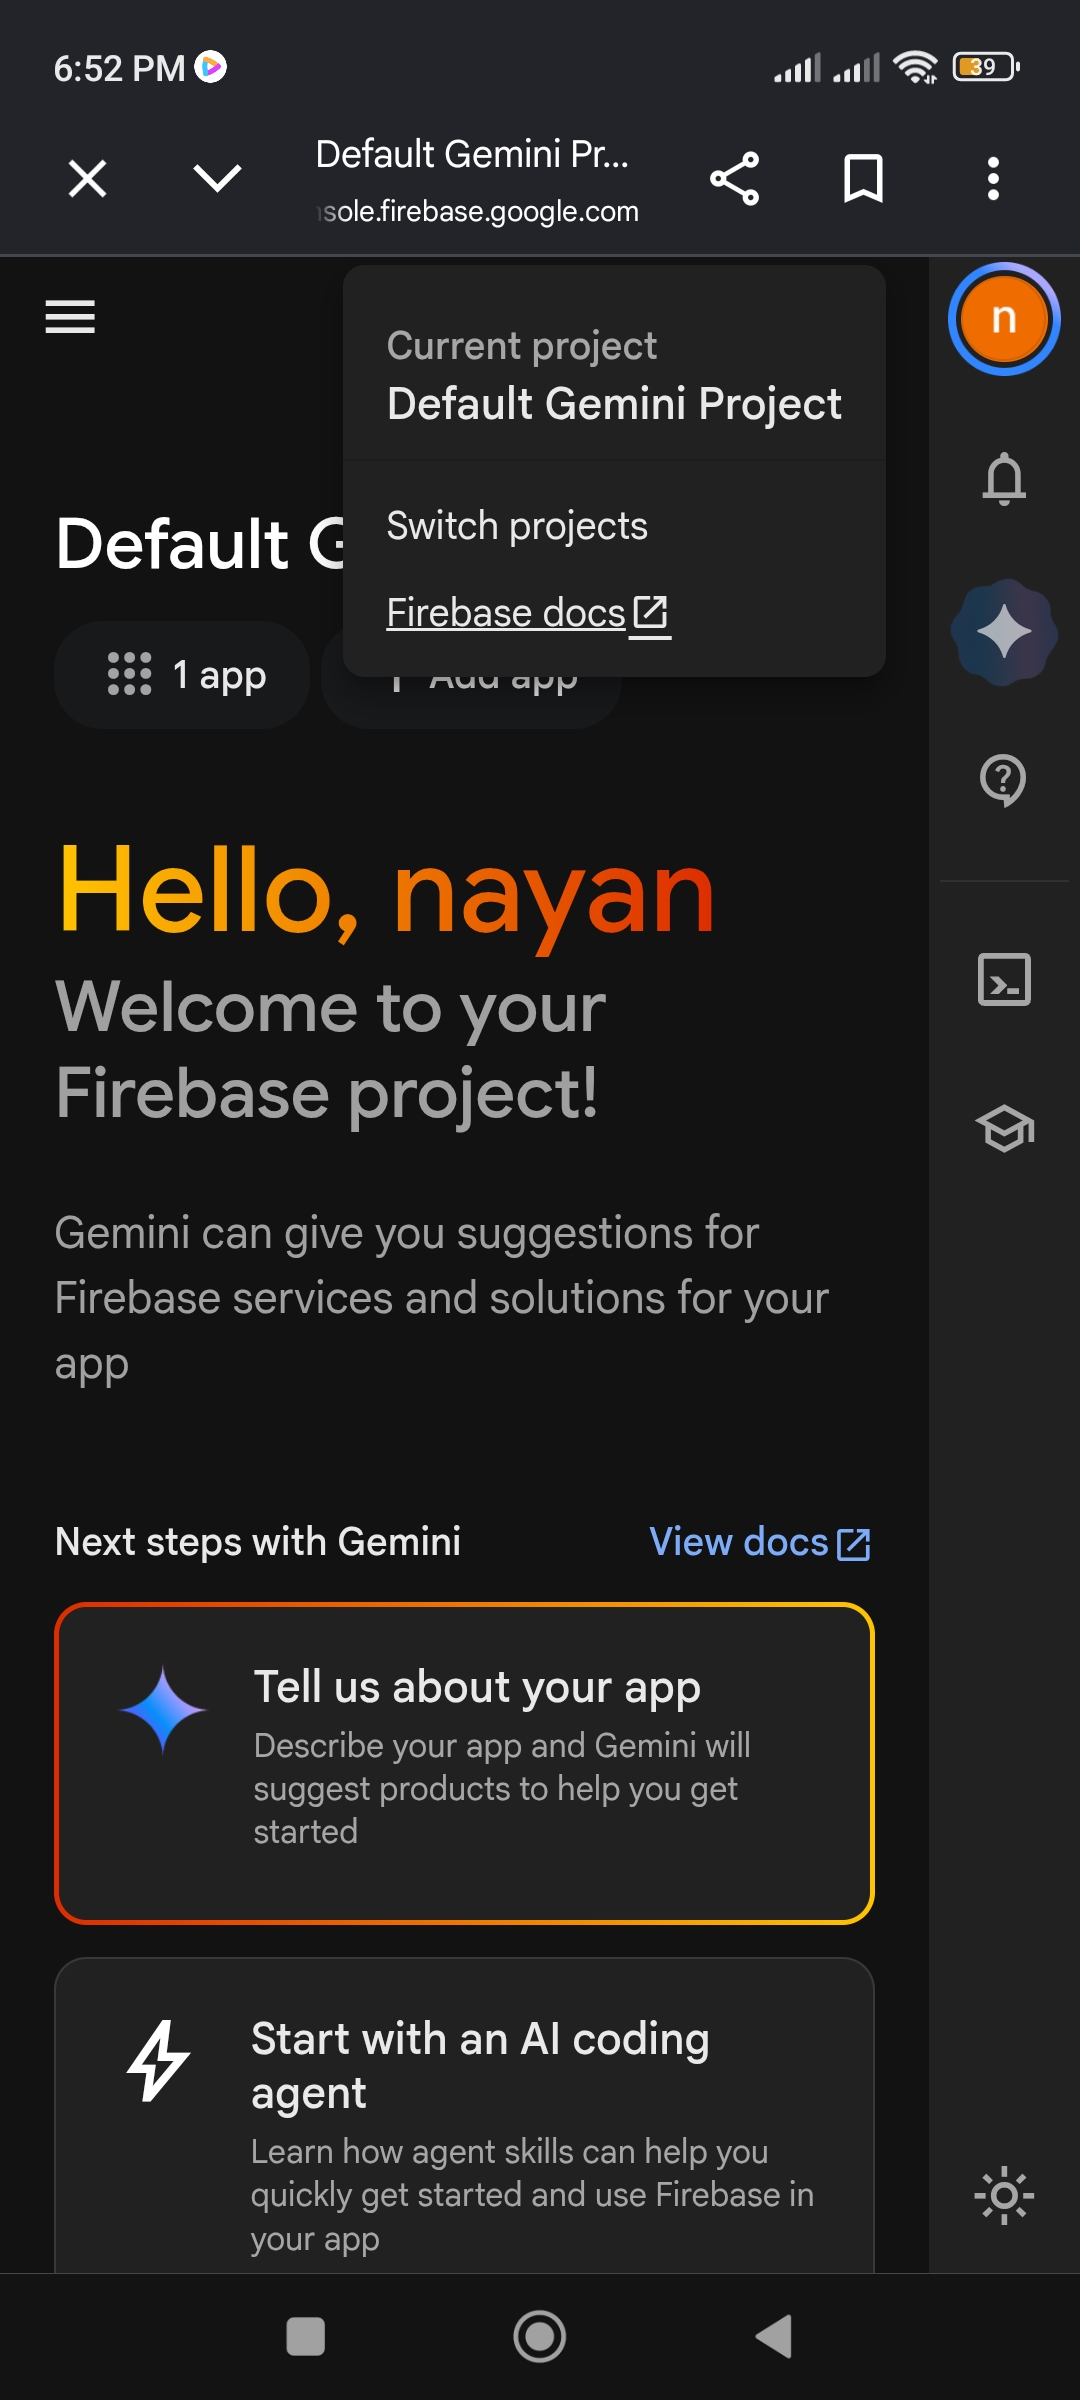 6:52 PM
39
Default Gemini Pr...
sole.firebase.google.com
n
Current project
Default Gemini Project
Switch projects
Firebase docs
Default G
1 app
Add app
Hello, nayan
Welcome to your
Firebase project!
Gemini can give you suggestions for
Firebase services and solutions for your
app
Next steps with Gemini
View docs
Tell us about your app
Describe your app and Gemini will
suggest products to help you get
started
Start with an AI coding
agent
Learn how agent skills can help you
quickly get started and use Firebase in
your app